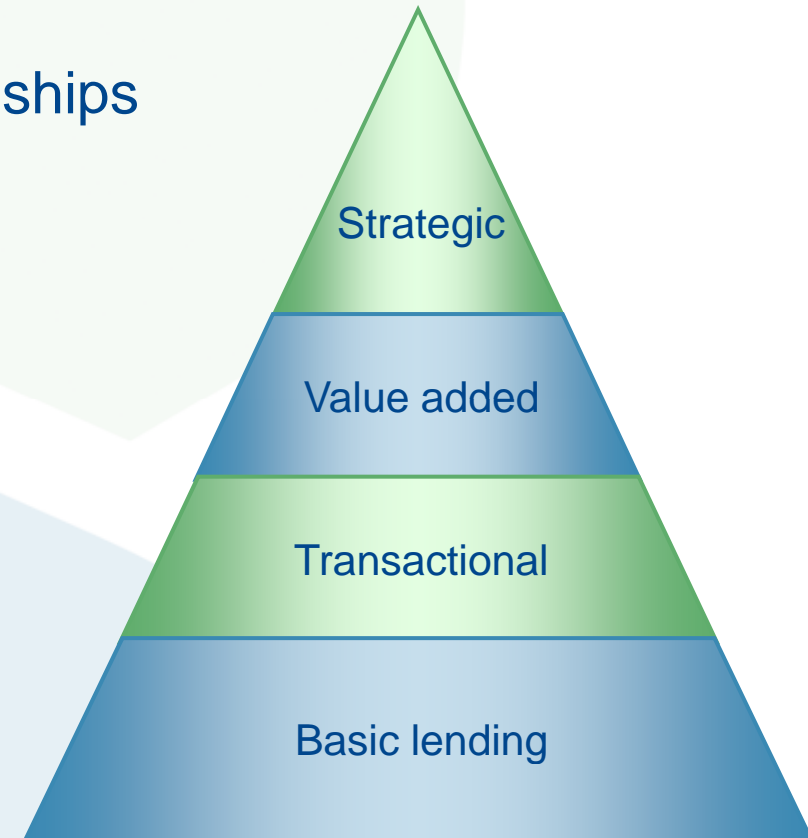 ships
Strategic
Value added
Transactional
Basic lending